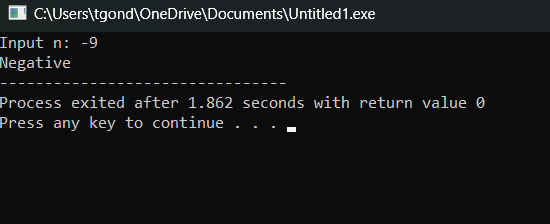 C:\Users\tgond\OneDrive\Documents\Untitled1.exe
Input n: -9
Negative
--------------------------------
Process exited after 1.862 seconds with return value 0
Press any key to continue . . .